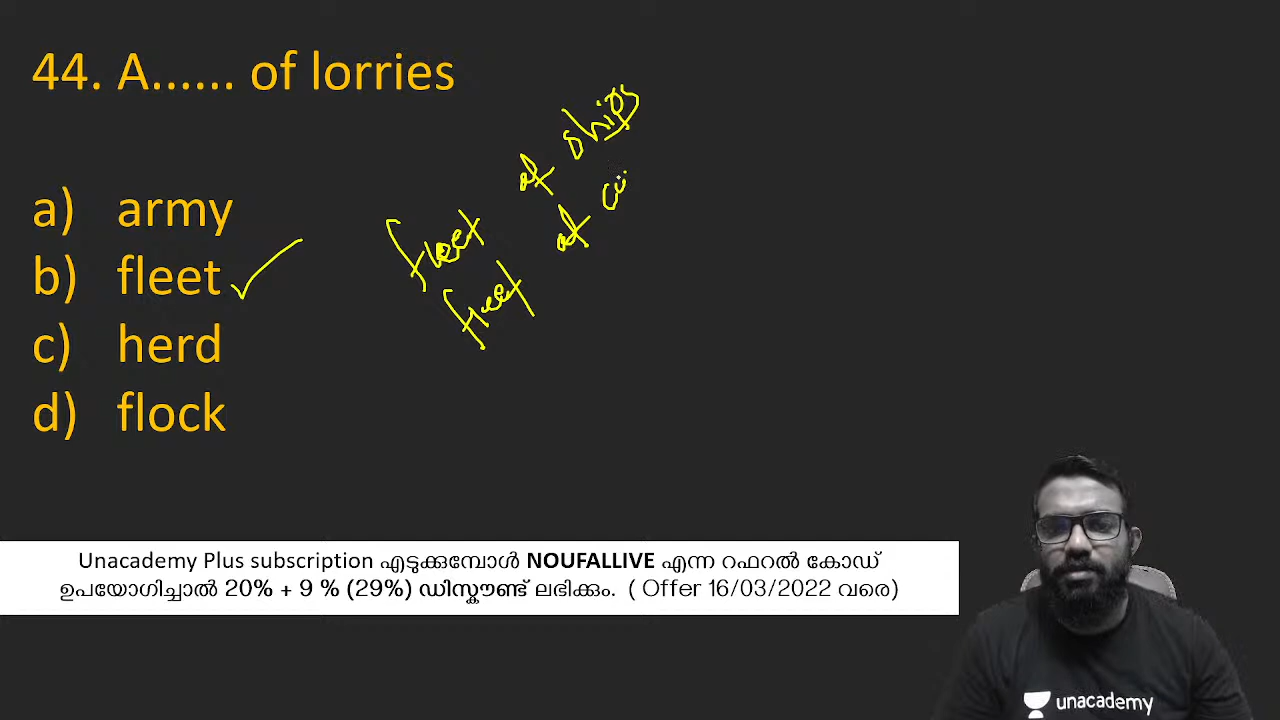 44. A...... of lorries
a) army
b) fleet
c) herd
d) flock
fleet of ships
fleet of
Unacademy Plus subscription എടുക്കുമ്പോൾ NOUFALLIVE എന്ന റഫറൽ കോഡ്
ഉപയോഗിച്ചാൽ 20% + 9 % (29%) ഡിസ്കൗണ്ട് ലഭിക്കും. ( Offer 16/03/2022 വരെ)
unacademy